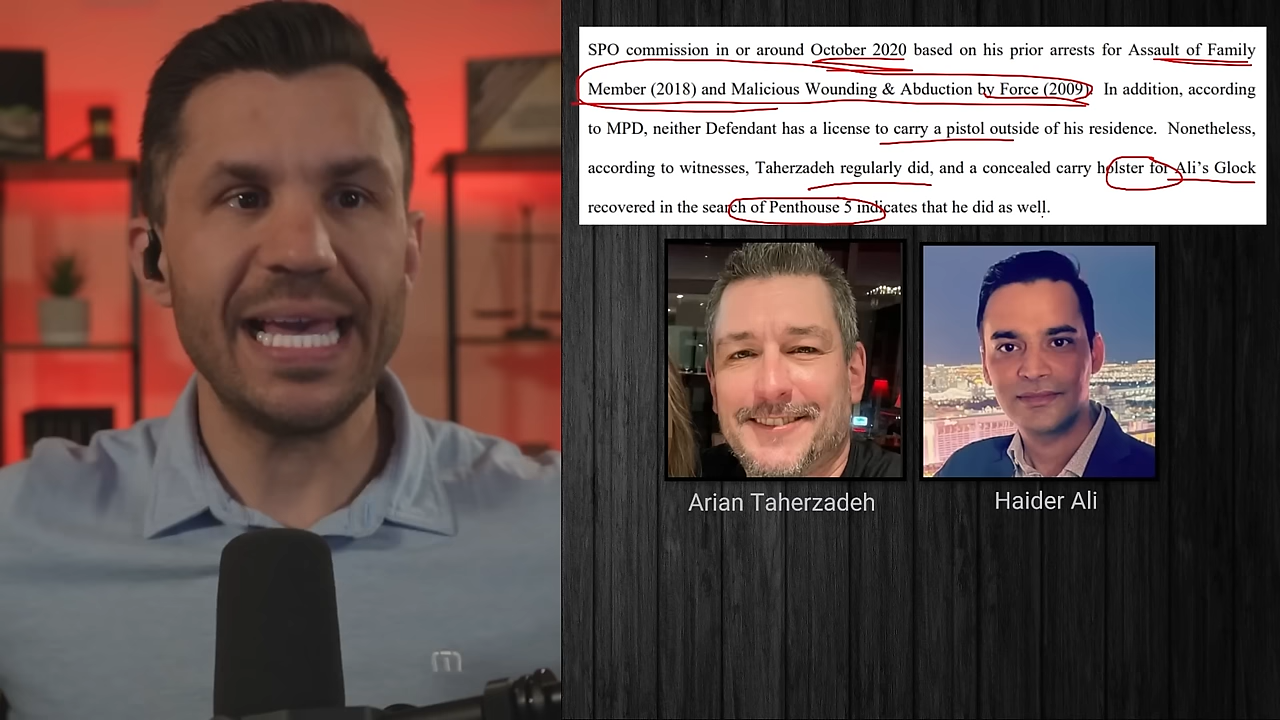 SPO commission in or around October 2020 based on his prior arrests for Assault of Family
Member (2018) and Malicious Wounding & Abduction by Force (2009). In addition, according
to MPD, neither Defendant has a license to carry a pistol outside of his residence. Nonetheless,
according to witnesses, Taherzadeh regularly did, and a concealed carry holster for Ali’s Glock
recovered in the search of Penthouse 5 indicates that he did as well.
Arian Taherzadeh
Haider Ali